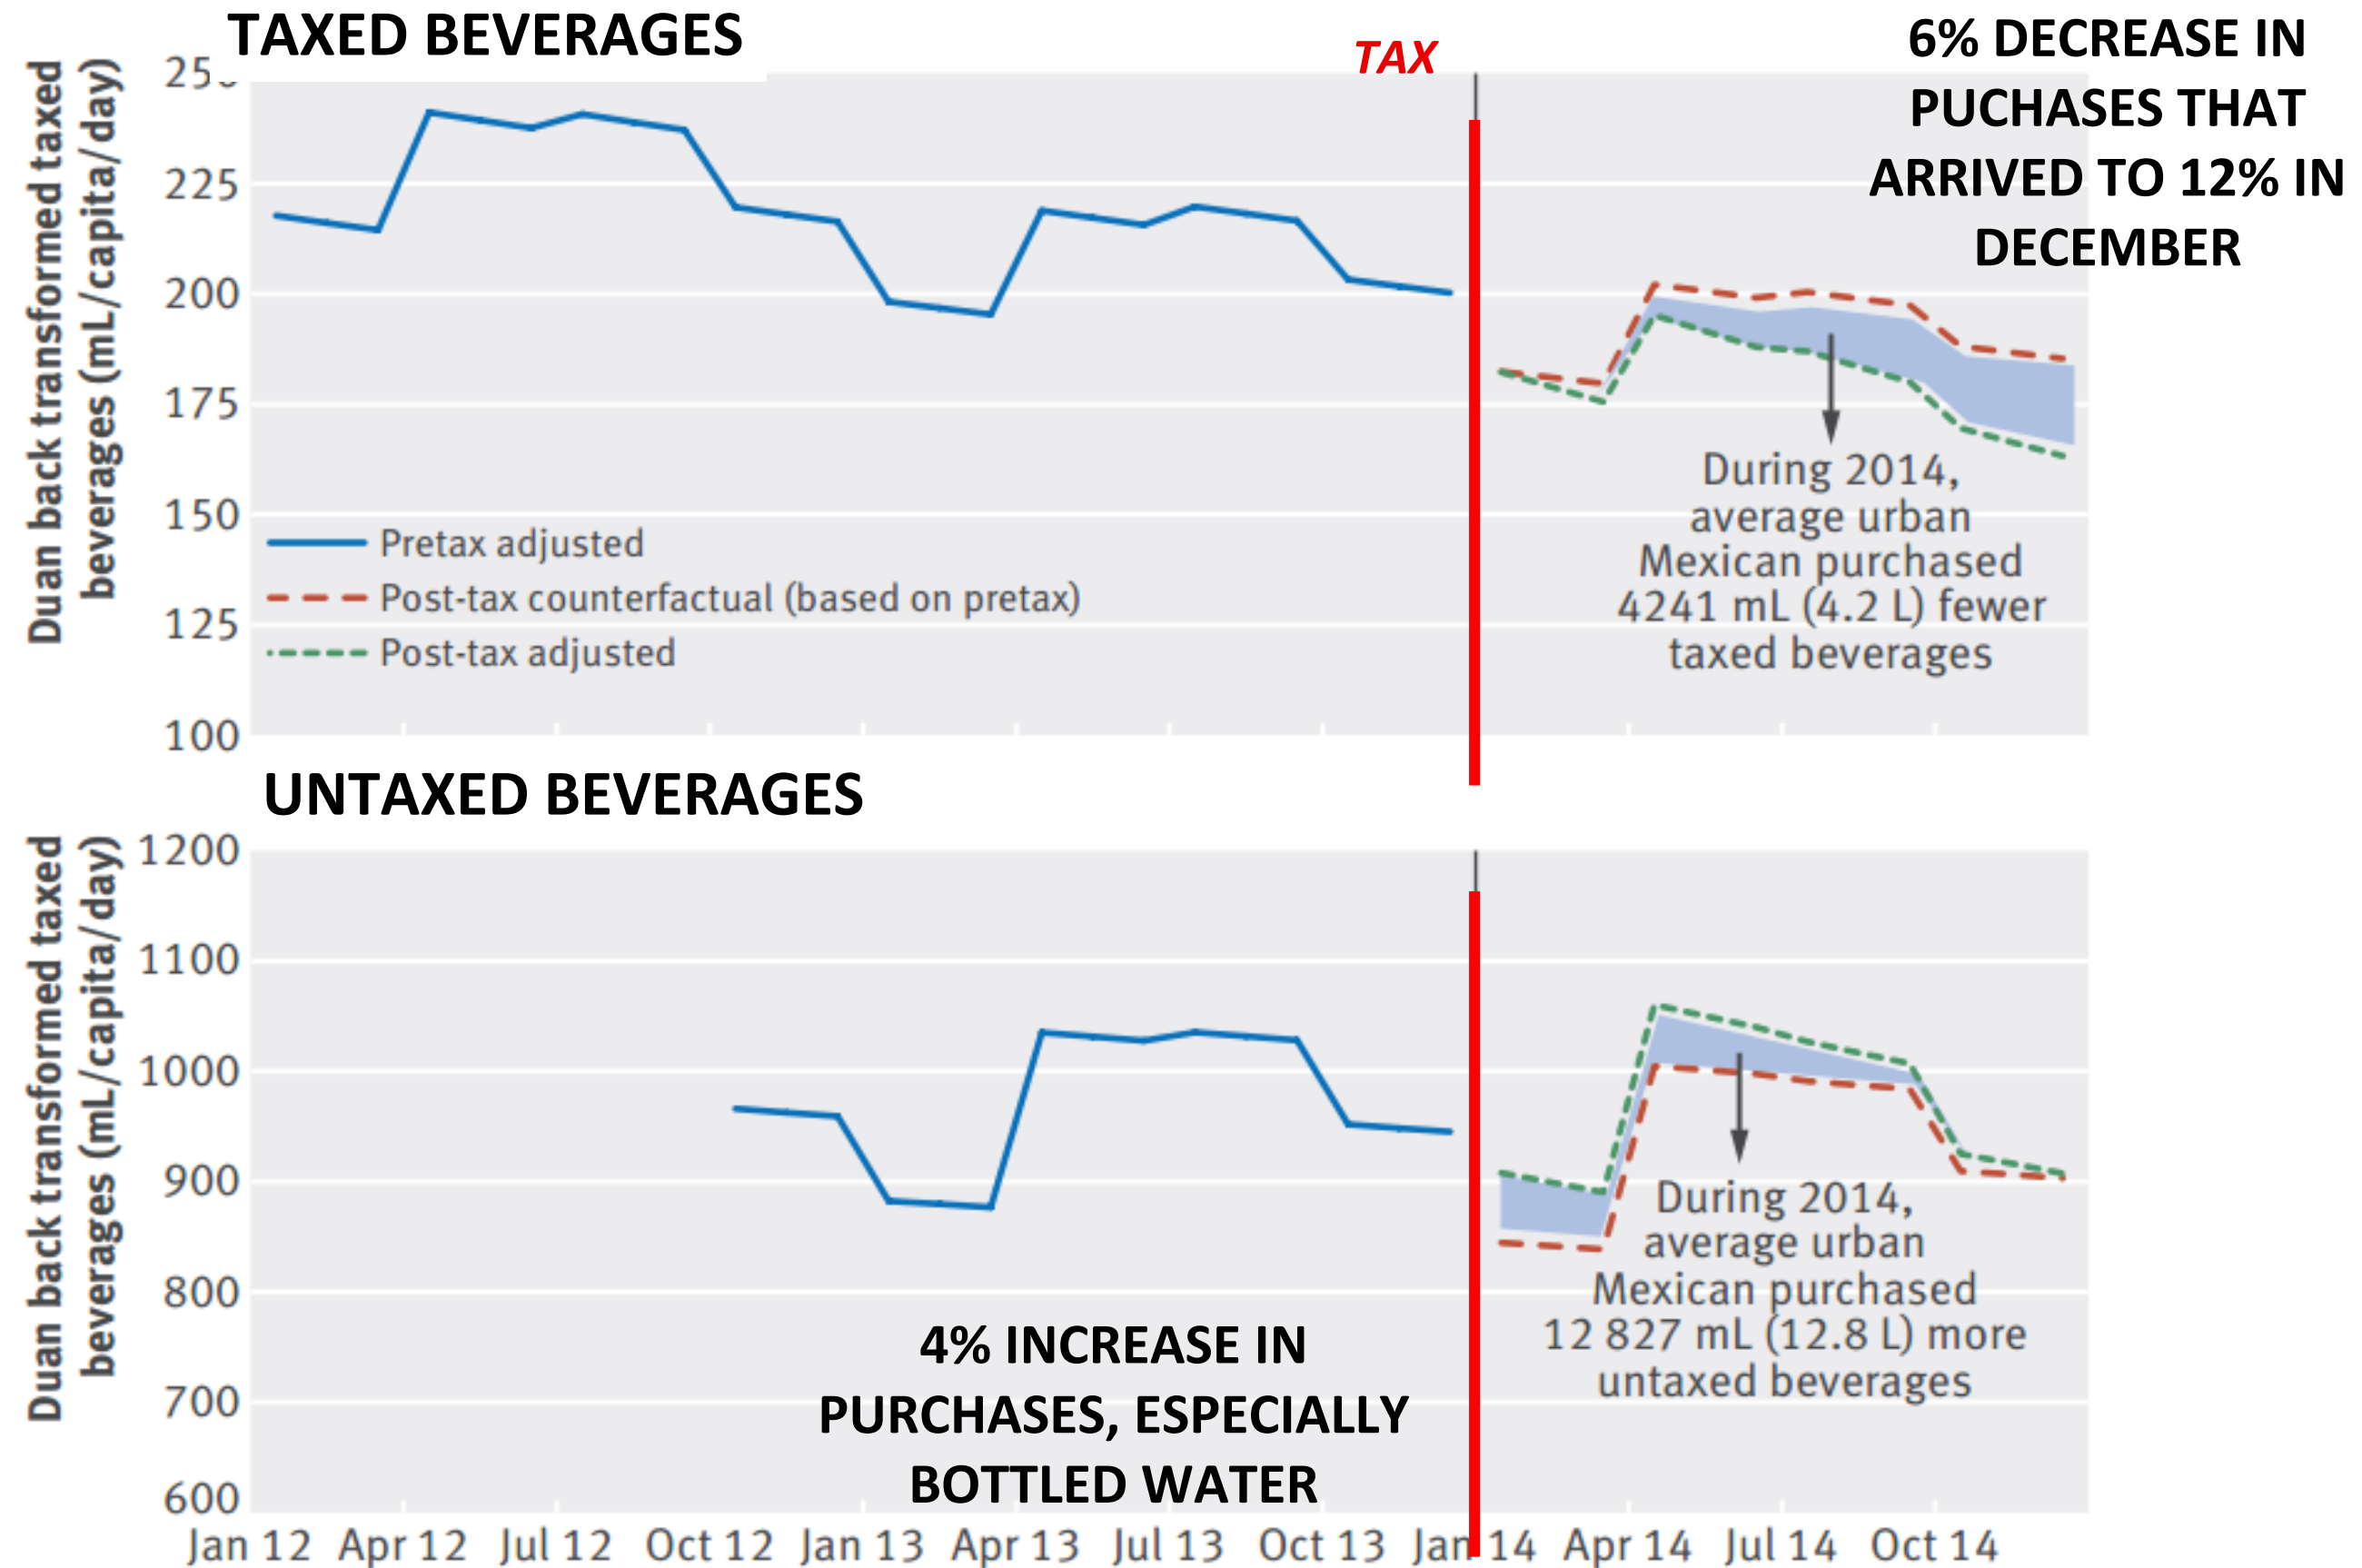 TAXED BEVERAGES
TAX
6% DECREASE IN
PUCHASES THAT
ARRIVED TO 12% IN
DECEMBER
Duan back transformed taxed
beverages (mL/capita/day)
225
200
175
150
125
100
Pretax adjusted
Post-tax counterfactual (based on pretax)
Post-tax adjusted
During 2014,
average urban
Mexican purchased
4241 mL (4.2 L) fewer
taxed beverages
UNTAXED BEVERAGES
Duan back transformed taxed
beverages (mL/capita/day)
1200
1100
1000
900
800
700
600
4% INCREASE IN
PURCHASES, ESPECIALLY
BOTTLED WATER
During 2014,
average urban
Mexican purchased
12 827 mL (12.8 L) more
untaxed beverages
Jan 12 Apr 12 Jul 12 Oct 12 Jan 13 Apr 13 Jul 13 Oct 13 Jan 14 Apr 14 Jul 14 Oct 14